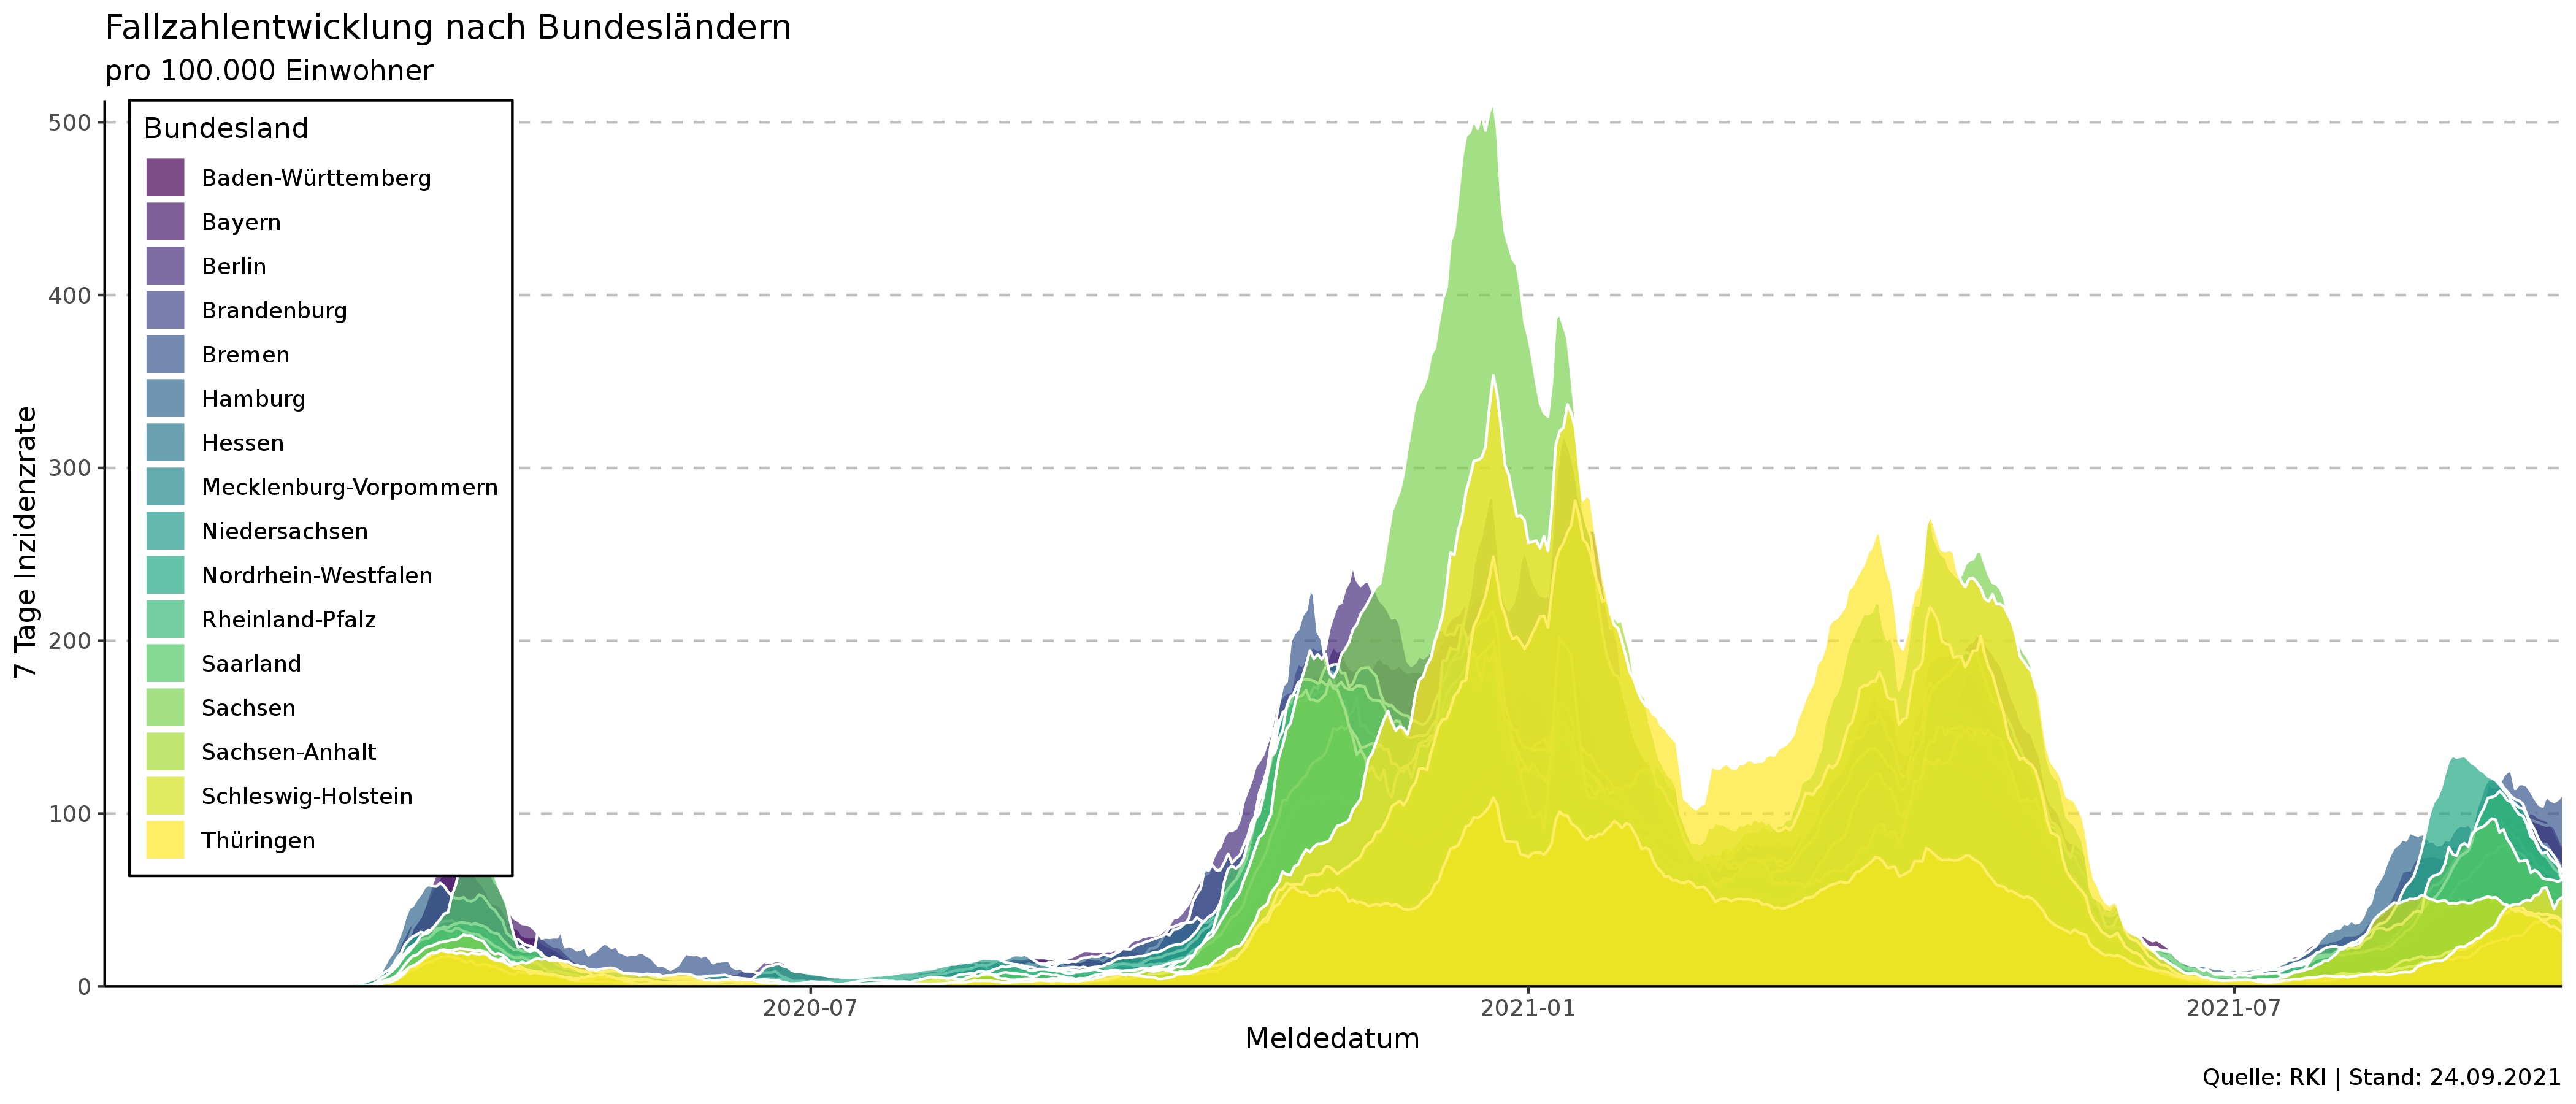 Fallzahlentwicklung nach Bundesländern
pro 100.000 Einwohner
Bundesland
Baden-Württemberg
Bayern
Berlin
Brandenburg
Bremen
Hamburg
Hessen
Mecklenburg-Vorpommern
Niedersachsen
Nordrhein-Westfalen
Rheinland-Pfalz
Saarland
Sachsen
Sachsen-Anhalt
Schleswig-Holstein
Thüringen
7 Tage Inzidenzrate
500
400
300
200
100
0
2020-07
2021-01
2021-07
Meldedatum
Quelle: RKI | Stand: 24.09.2021